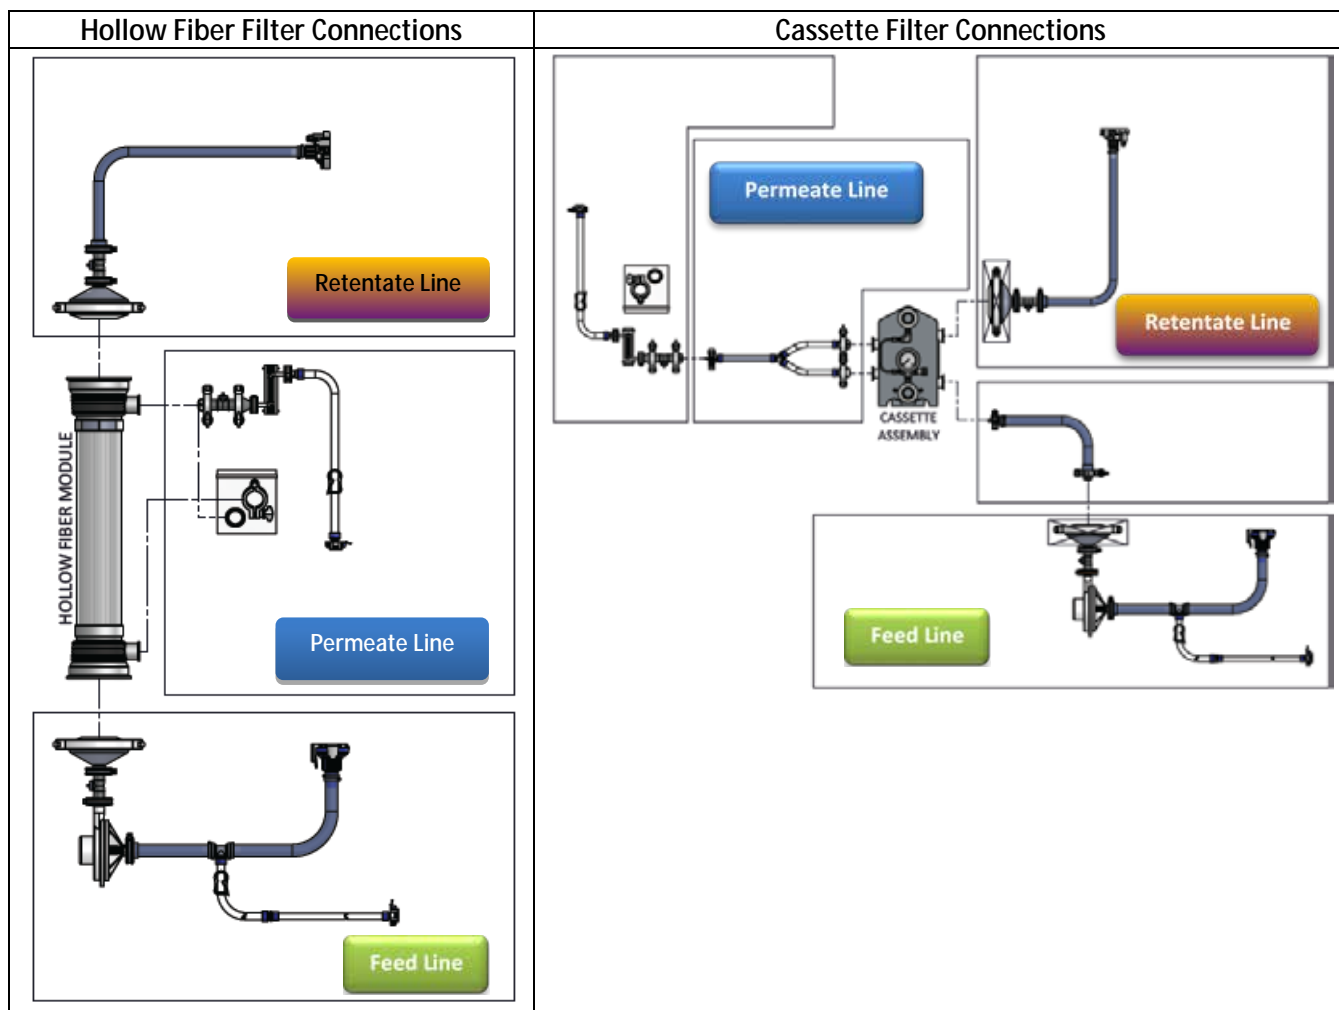 Hollow Fiber Filter Connections
Retentate Line
HOLLOW FIBER MODULE
Permeate Line
Feed Line
Cassette Filter Connections
Permeate Line
Retentate Line
CASSETTE
ASSEMBLY
Feed Line